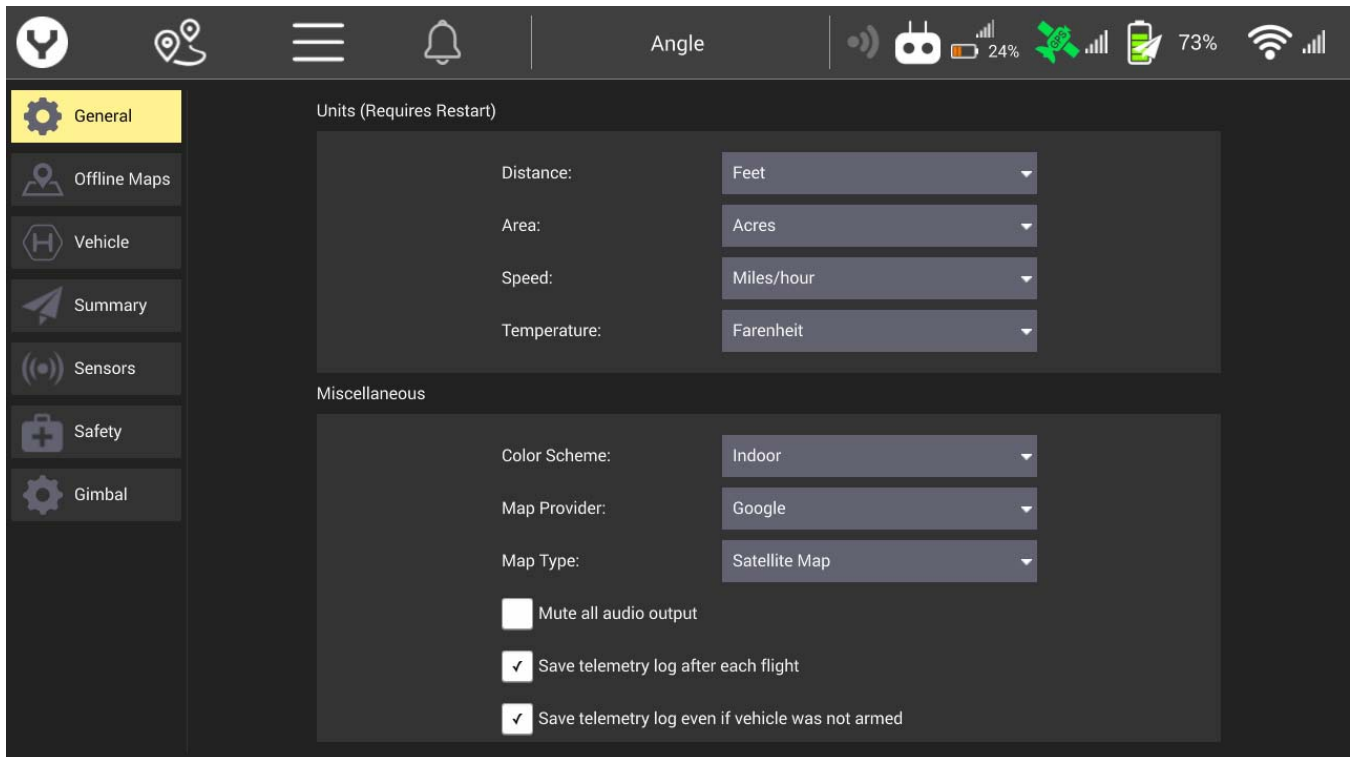 Angle
24%
GPS
73%
General
Offline Maps
Vehicle
Summary
Sensors
Safety
Gimbal
Units (Requires Restart)
Distance: Feet
Area: Acres
Speed: Miles/hour
Temperature: Farenheit
Miscellaneous
Color Scheme: Indoor
Map Provider: Google
Map Type: Satellite Map
Mute all audio output
Save telemetry log after each flight
Save telemetry log even if vehicle was not armed